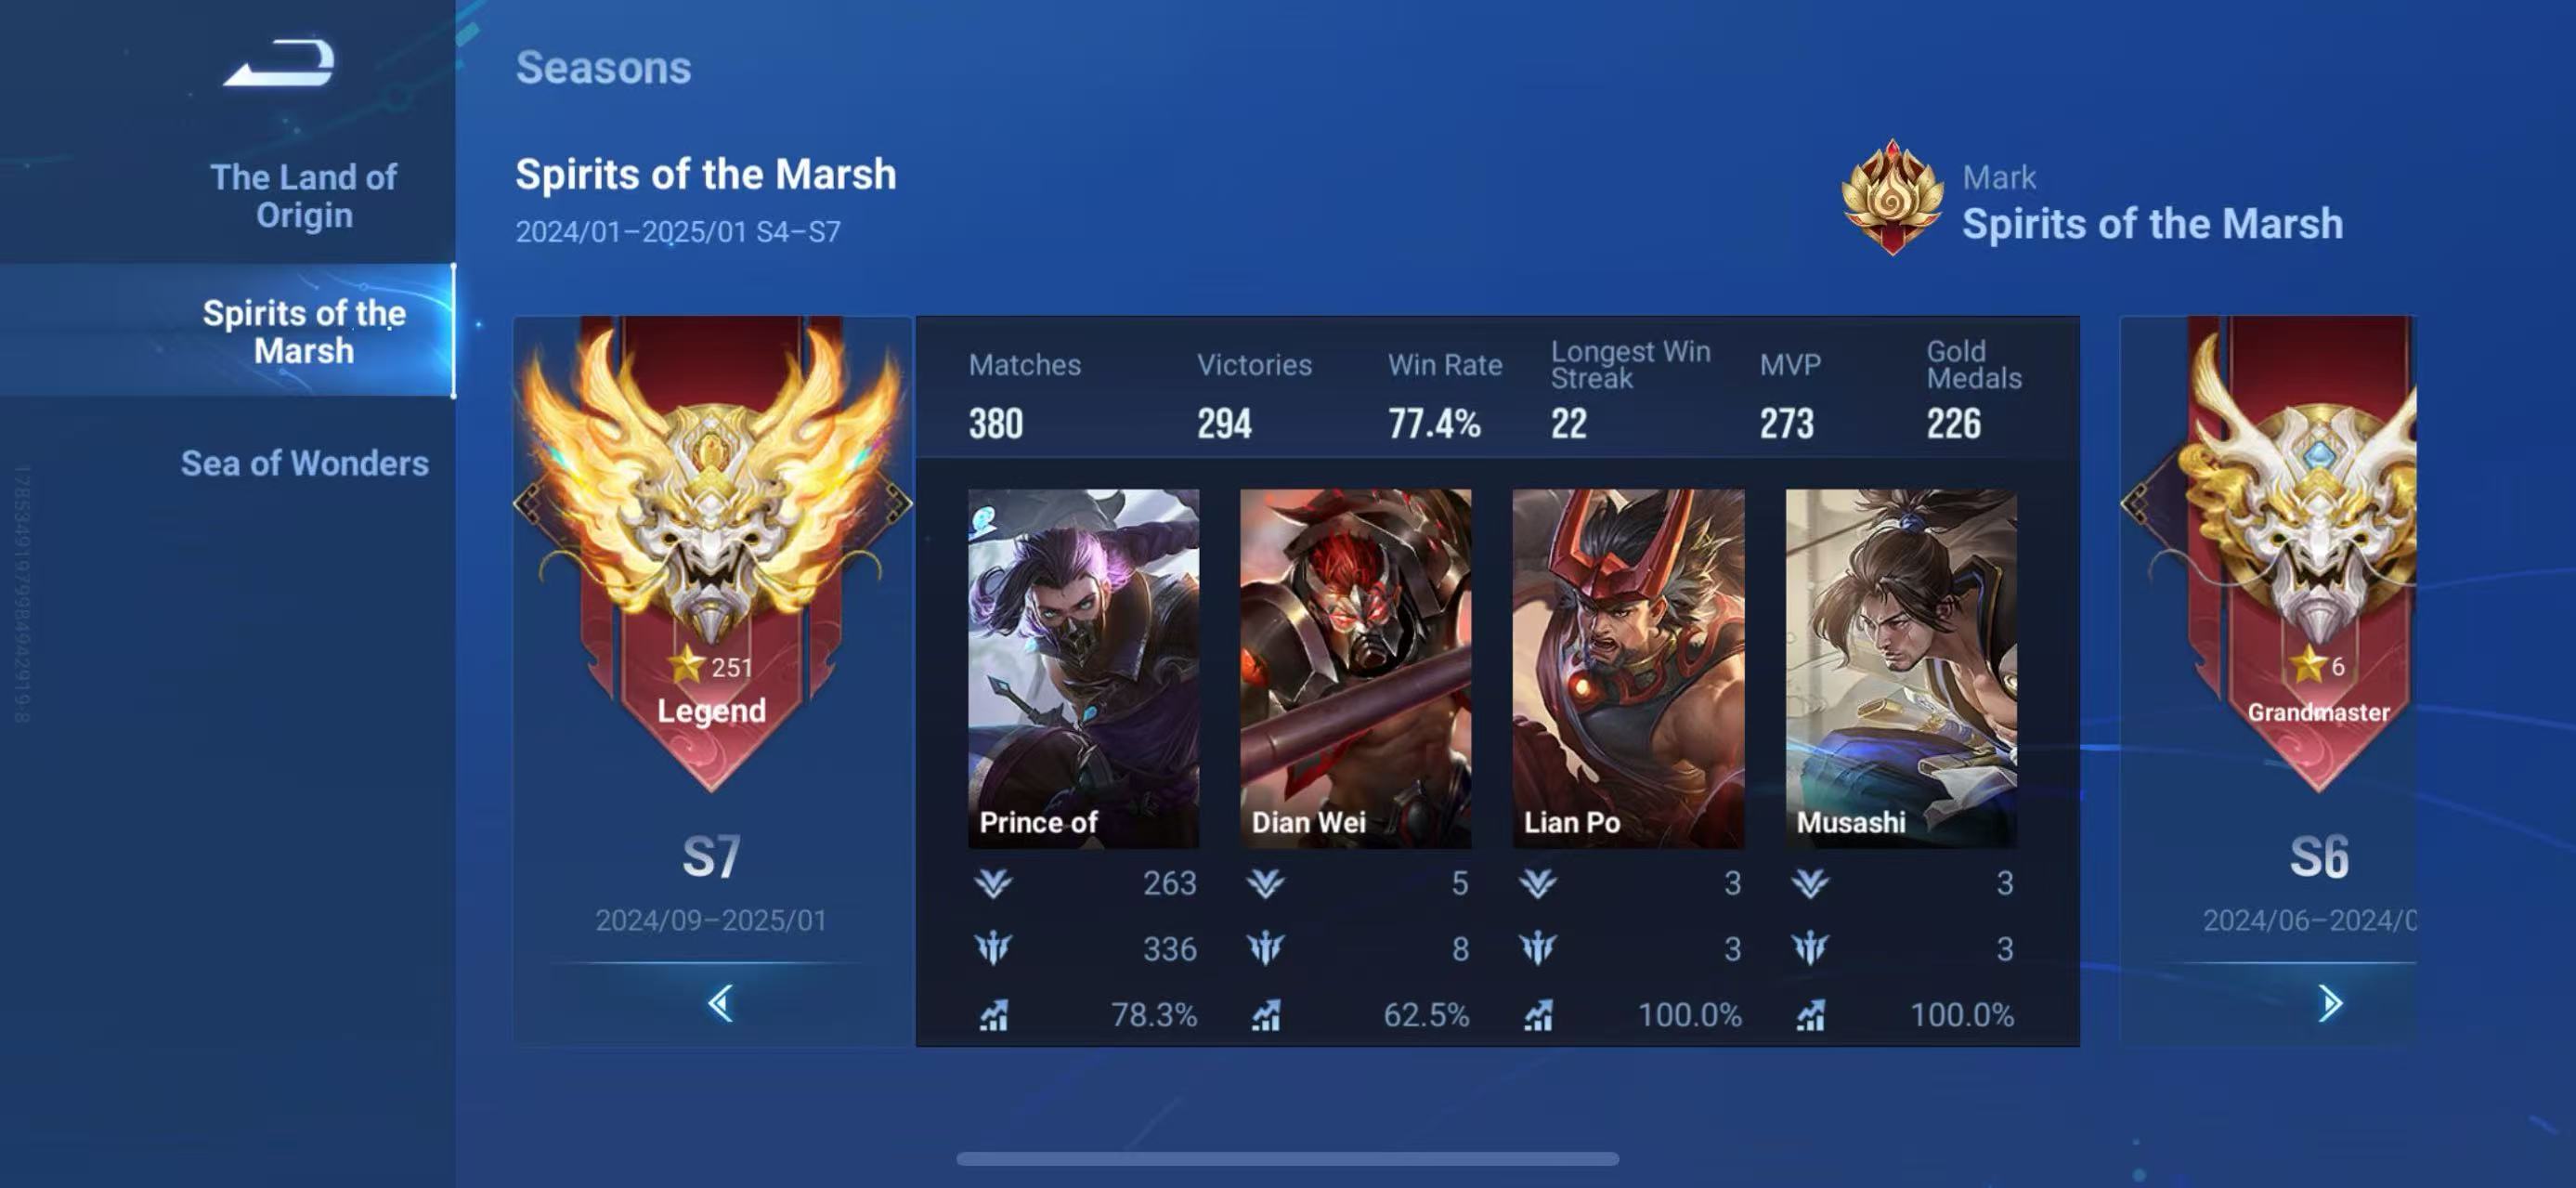 Seasons
The Land of
Origin
Spirits of the
Marsh
Sea of Wonders
Spirits of the Marsh
2024/01–2025/01 S4–S7
Mark
Spirits of the Marsh
251
Legend
S7
2024/09–2025/01
Matches
380
Victories
294
Win Rate
77.4%
Longest Win
Streak
22
MVP
273
Gold
Medals
226
Prince of
263
336
78.3%
Dian Wei
5
8
62.5%
Lian Po
3
3
100.0%
Musashi
3
3
100.0%
6
Grandmaster
S6
2024/06–2024/0